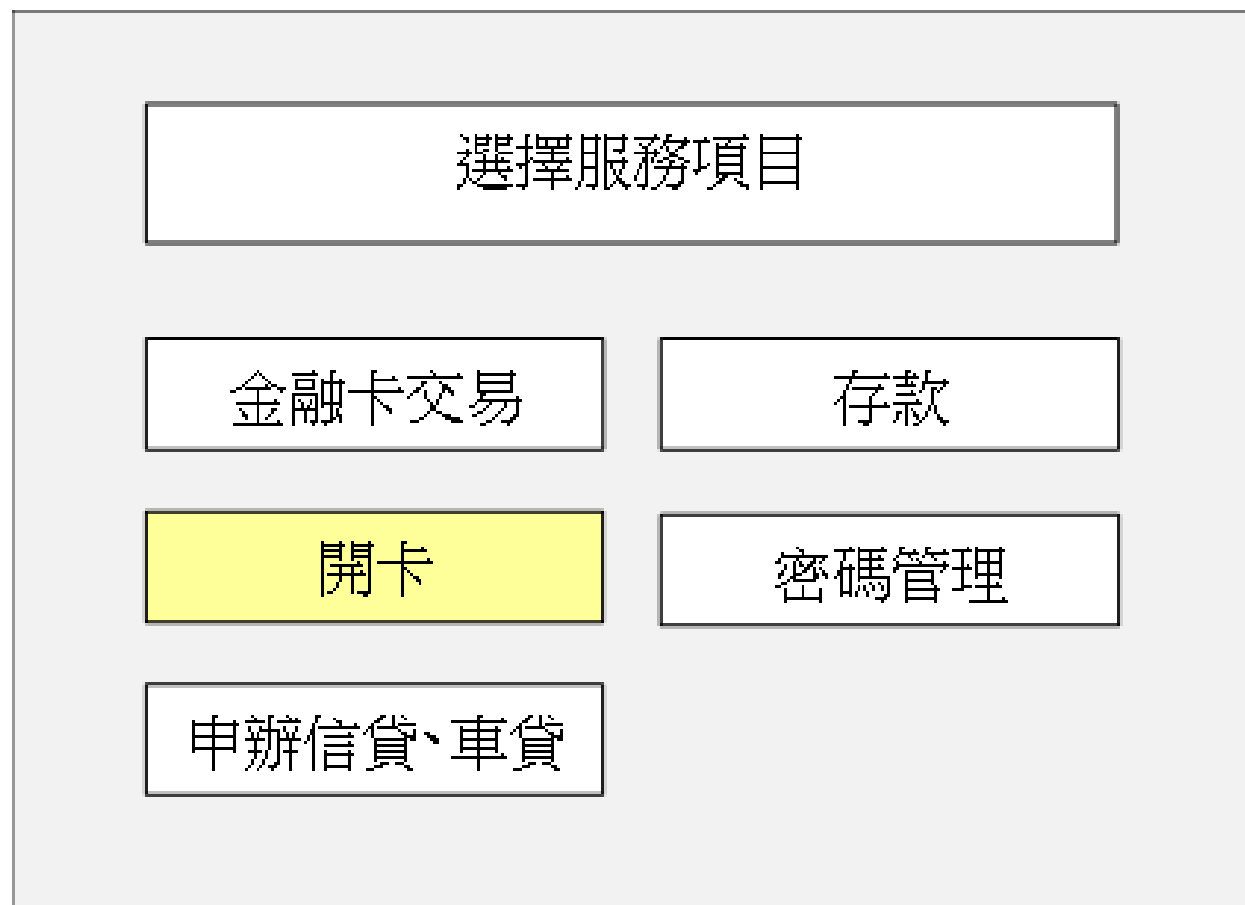 選擇服務項目
金融卡交易
存款
開卡
密碼管理
申辦信貸、車貸